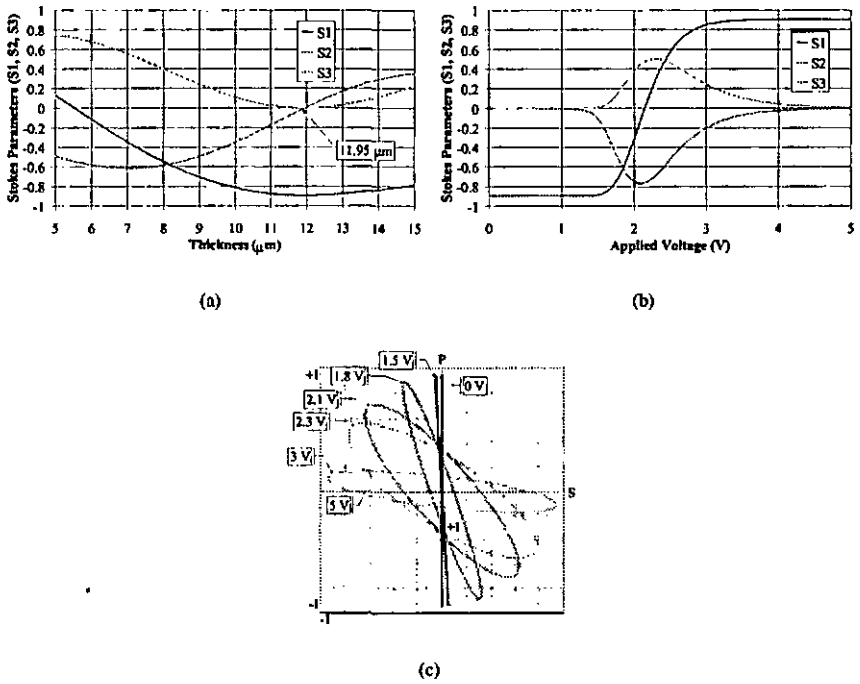 Stokes Parameters (S1, S2, S3)
1
0.8
0.6
0.4
0.2
0
-0.2
-0.4
-0.6
-0.8
-1
S1
S2
S3
11.95 μm
5 6 7 8 9 10 11 12 13 14 15
Thickness (μm)
(a)
Stokes Parameters (S1, S2, S3)
1
0.8
0.6
0.4
0.2
0
-0.2
-0.4
-0.6
-0.8
-1
S1
S2
S3
0 1 2 3 4 5
Applied Voltage (V)
(b)
1.5 V
P
+1
1.8 V
0 V
2.1 V
2.3 V
3 V
S
5 V
+1
-1
-1
(c)